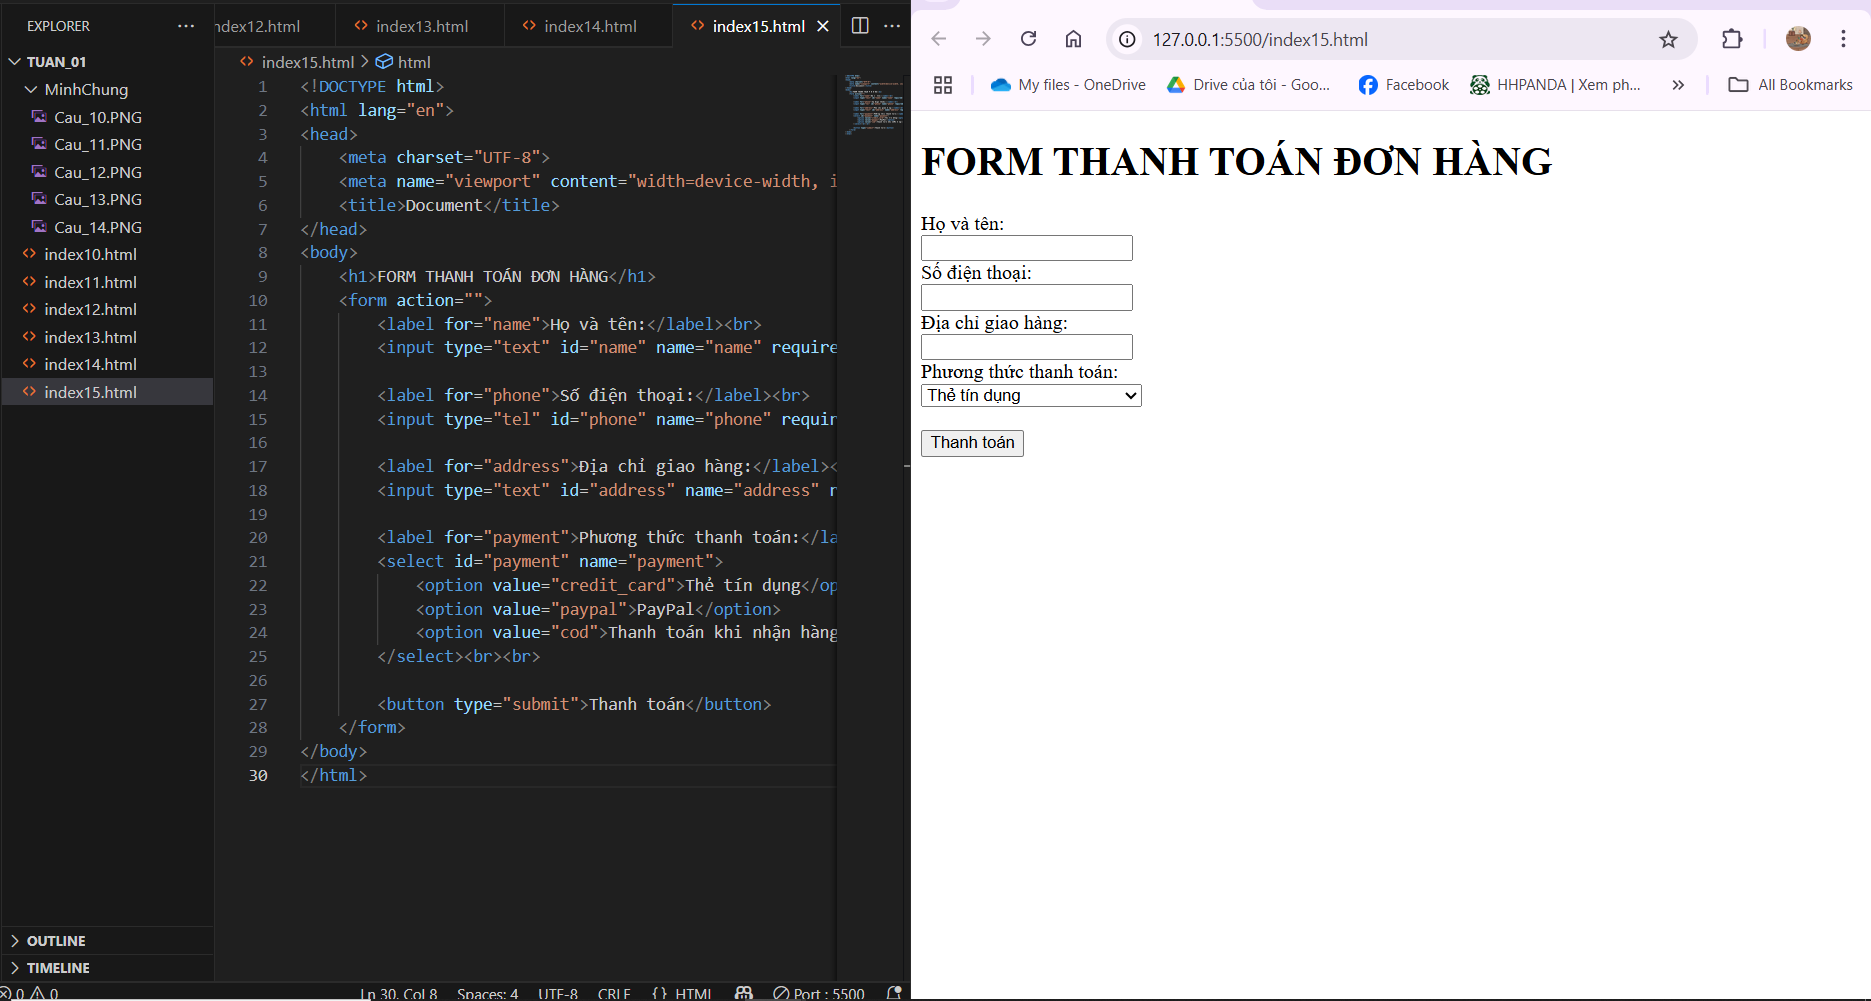 EXPLORER
TUAN_01
MinhChung
Cau_10.PNG
Cau_11.PNG
Cau_12.PNG
Cau_13.PNG
Cau_14.PNG
index10.html
index11.html
index12.html
index13.html
index14.html
index15.html
OUTLINE
TIMELINE
ndex12.html
index13.html
index14.html
index15.html
index15.html > html
1 <!DOCTYPE html>
2 <html lang="en">
3 <head>
4 <meta charset="UTF-8">
5 <meta name="viewport" content="width=device-width, i
6 <title>Document</title>
7 </head>
8 <body>
9 <h1>FORM THANH TOÁN ĐƠN HÀNG</h1>
10 <form action="">
11 <label for="name">Họ và tên:</label><br>
12 <input type="text" id="name" name="name" require
13
14 <label for="phone">Số điện thoại:</label><br>
15 <input type="tel" id="phone" name="phone" requir
16
17 <label for="address">Địa chỉ giao hàng:</label><
18 <input type="text" id="address" name="address" r
19
20 <label for="payment">Phương thức thanh toán:</la
21 <select id="payment" name="payment">
22 <option value="credit_card">Thẻ tín dụng</op
23 <option value="paypal">PayPal</option>
24 <option value="cod">Thanh toán khi nhận hàng
25 </select><br><br>
26
27 <button type="submit">Thanh toán</button>
28 </form>
29 </body>
30 </html>
0 0 Ln 30, Col 8 Spaces: 4 UTF-8 CRLF {} HTML Port : 5500
127.0.0.1:5500/index15.html
My files - OneDrive Drive của tôi - Goo... Facebook HHPANDA | Xem ph... » All Bookmarks
FORM THANH TOÁN ĐƠN HÀNG
Họ và tên:
Số điện thoại:
Địa chỉ giao hàng:
Phương thức thanh toán:
Thẻ tín dụng
Thanh toán